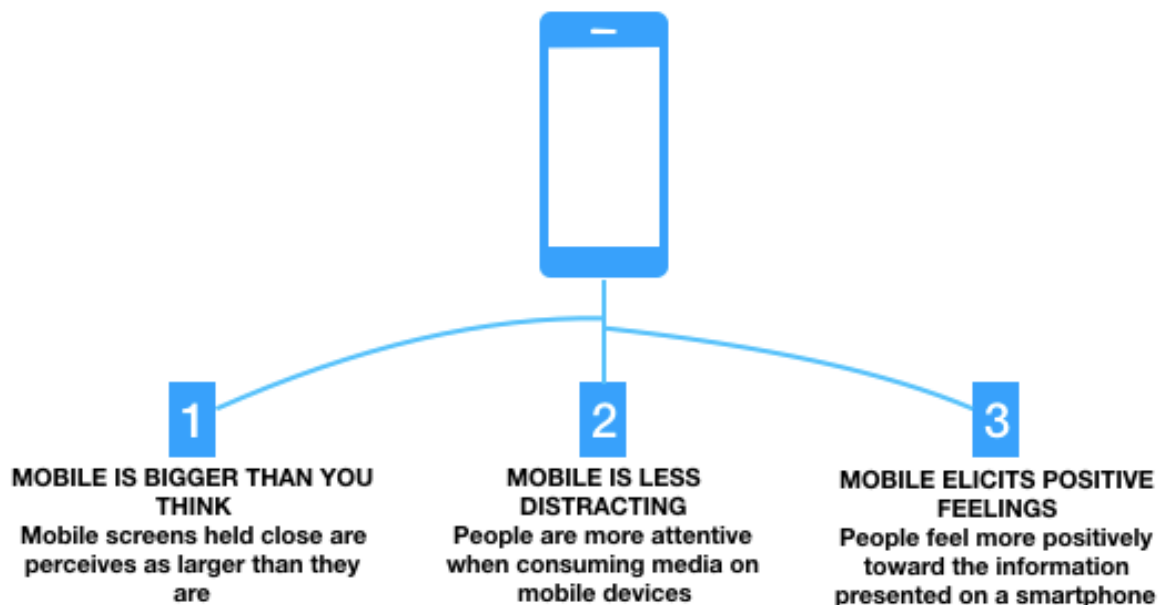 1
MOBILE IS BIGGER THAN YOU
THINK
Mobile screens held close are
perceives as larger than they
are
2
MOBILE IS LESS
DISTRACTING
People are more attentive
when consuming media on
mobile devices
3
MOBILE ELICITS POSITIVE
FEELINGS
People feel more positively
toward the information
presented on a smartphone